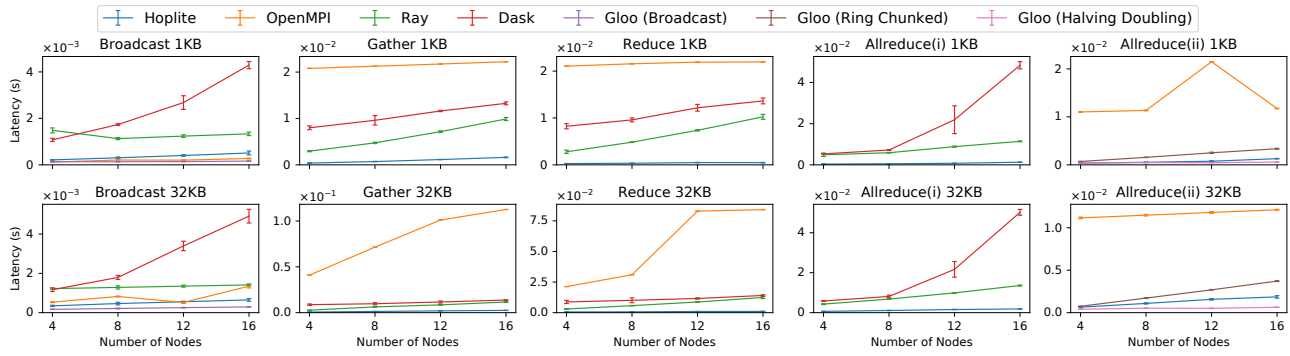 Hoplite OpenMPI Ray Dask Gloo (Broadcast) Gloo (Ring Chunked) Gloo (Halving Doubling)
×10⁻³ Broadcast 1KB
Latency (s)
4
2
0
×10⁻² Gather 1KB
2
1
0
×10⁻² Reduce 1KB
2
1
0
×10⁻² Allreduce(i) 1KB
4
2
0
×10⁻² Allreduce(ii) 1KB
2
1
0
×10⁻³ Broadcast 32KB
Latency (s)
4
2
0
4 8 12 16
Number of Nodes
×10⁻¹ Gather 32KB
1.0
0.5
0.0
4 8 12 16
Number of Nodes
×10⁻² Reduce 32KB
7.5
5.0
2.5
0.0
4 8 12 16
Number of Nodes
×10⁻² Allreduce(i) 32KB
4
2
0
4 8 12 16
Number of Nodes
×10⁻² Allreduce(ii) 32KB
1.0
0.5
0.0
4 8 12 16
Number of Nodes